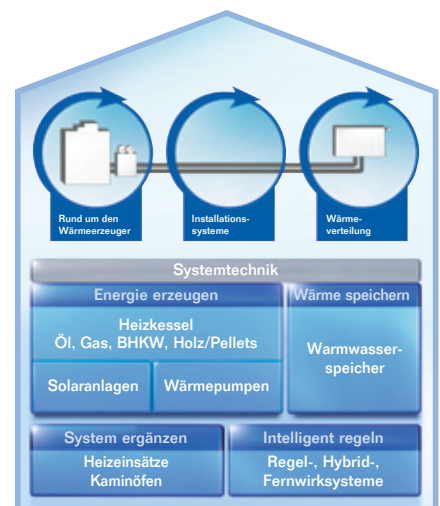 Rund um den
Wärmeerzeuger
Installations-
systeme
Wärme-
verteilung
Systemtechnik
Energie erzeugen
Heizkessel
Öl, Gas, BHKW, Holz/Pellets
Solaranlagen
Wärmepumpen
Wärme speichern
Warmwasser-
speicher
System ergänzen
Heizeinsätze
Kaminöfen
Intelligent regeln
Regel-, Hybrid-,
Fernwirksysteme